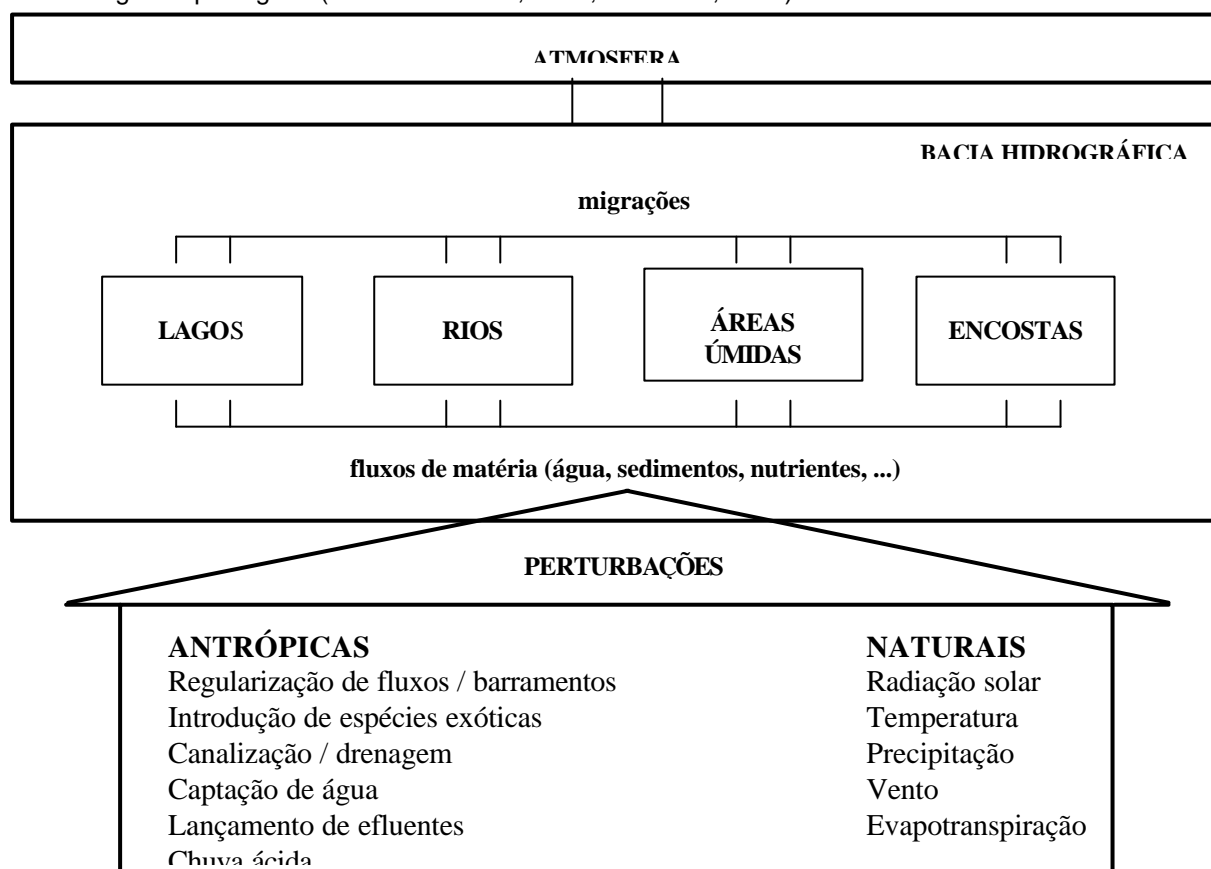 ATMOSFERA
BACIA HIDROGRÁFICA
migrações
LAGOS
RIOS
ÁREAS
ÚMIDAS
ENCOSTAS
fluxos de matéria (água, sedimentos, nutrientes, ...)
PERTURBAÇÕES
ANTRÓPICAS
Regularização de fluxos / barramentos
Introdução de espécies exóticas
Canalização / drenagem
Captação de água
Lançamento de efluentes
Chuva ácida
NATURAIS
Radiação solar
Temperatura
Precipitação
Vento
Evapotranspiração